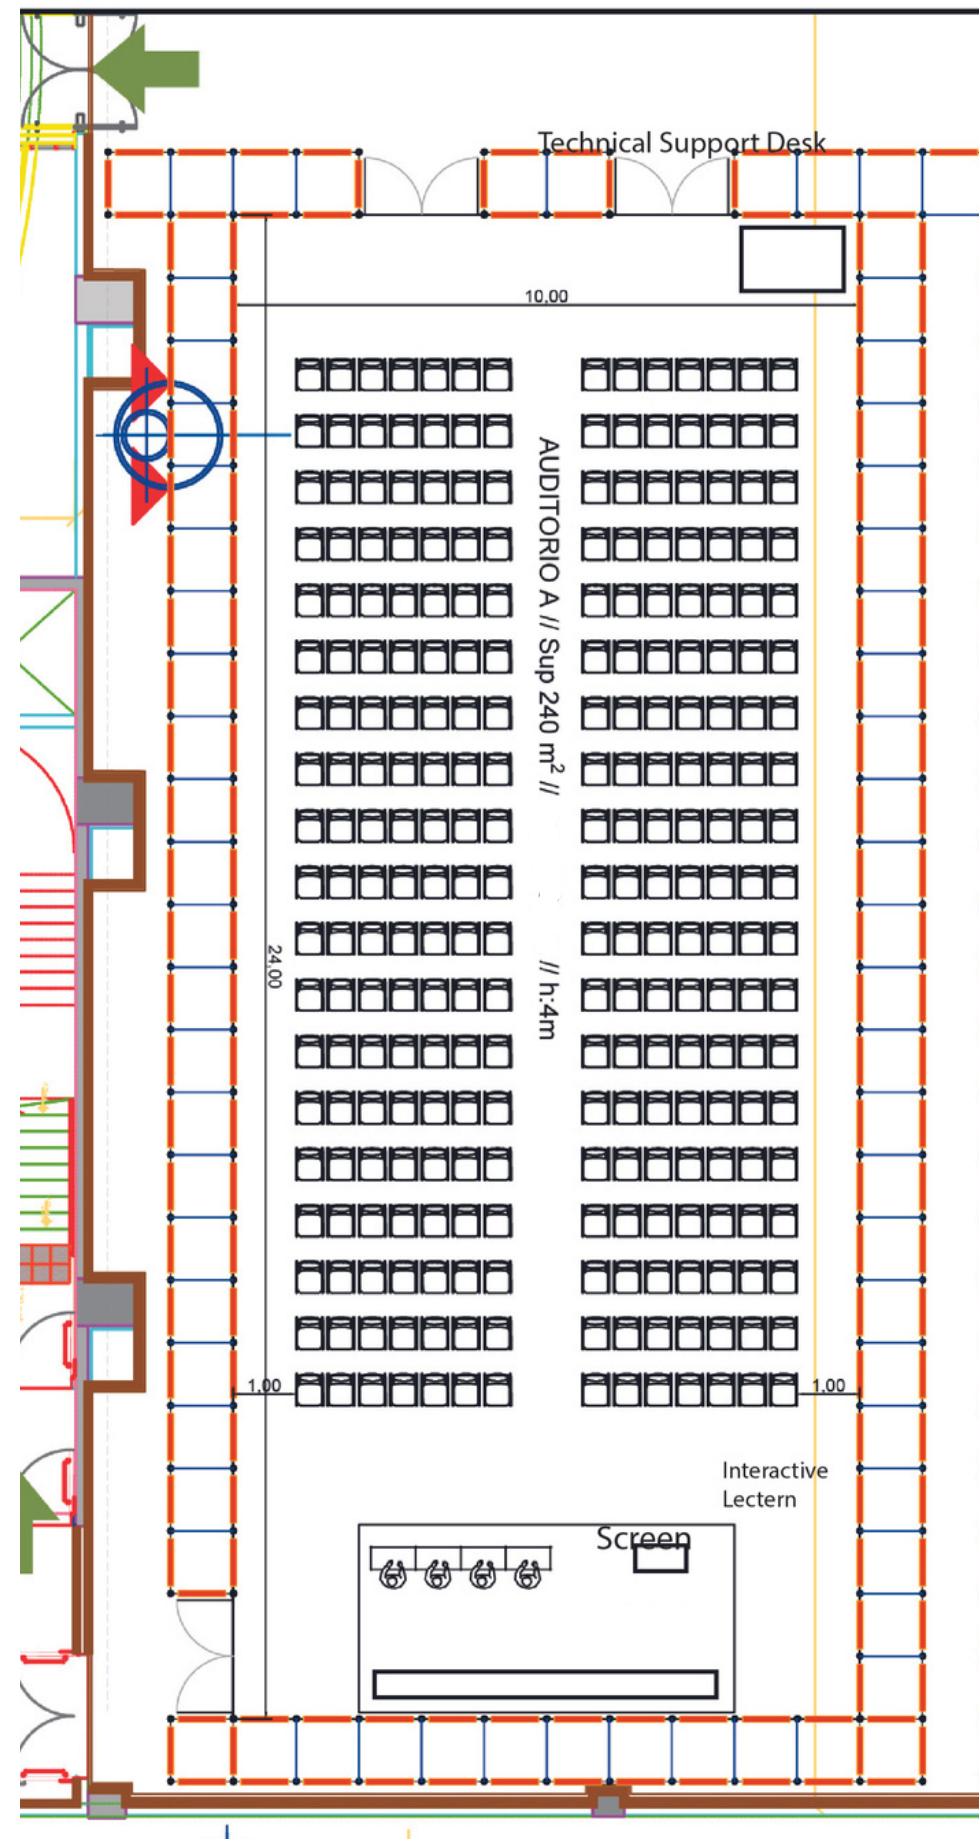 Technical Support Desk
10,00
AUDITORIO A // Sup 240 m² // // h:4m
24,00
1,00
1,00
Interactive
Lectern
Screen